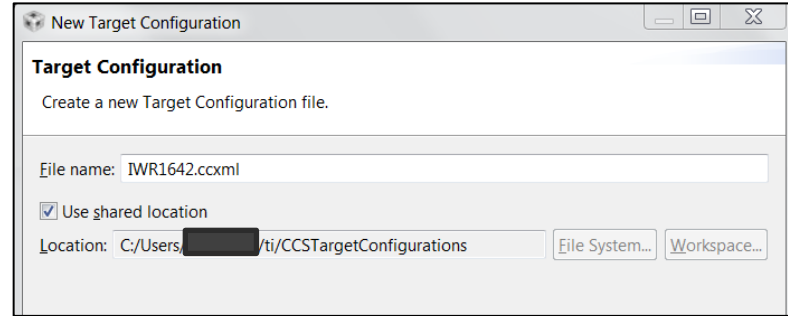 New Target Configuration
Target Configuration
Create a new Target Configuration file.
File name: IWR1642.ccxml
Use shared location
Location: C:/Users/ /ti/CCSTargetConfigurations File System... Workspace...